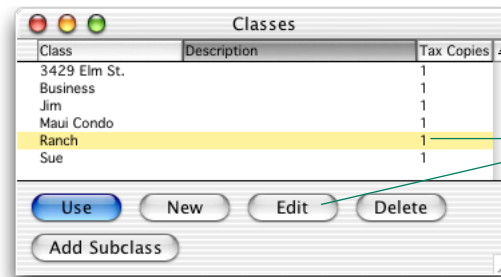 Classes
Class Description Tax Copies
3429 Elm St. 1
Business 1
Jim 1
Maui Condo 1
Ranch 1
Sue 1
Use New Edit Delete
Add Subclass